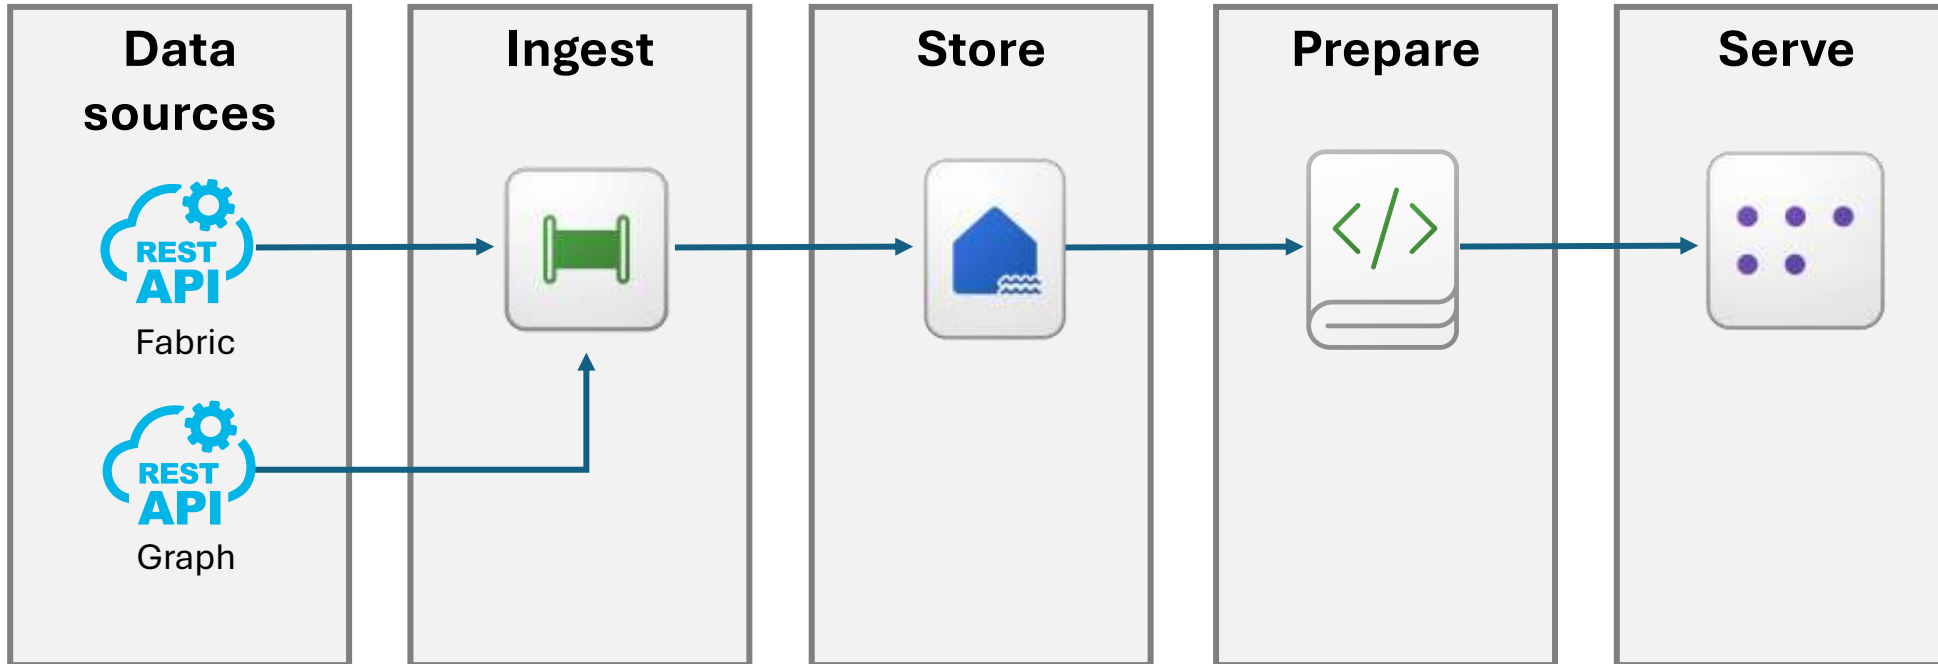 Data
sources
Ingest
Store
Prepare
Serve
REST
API
Fabric
</>
REST
API
Graph